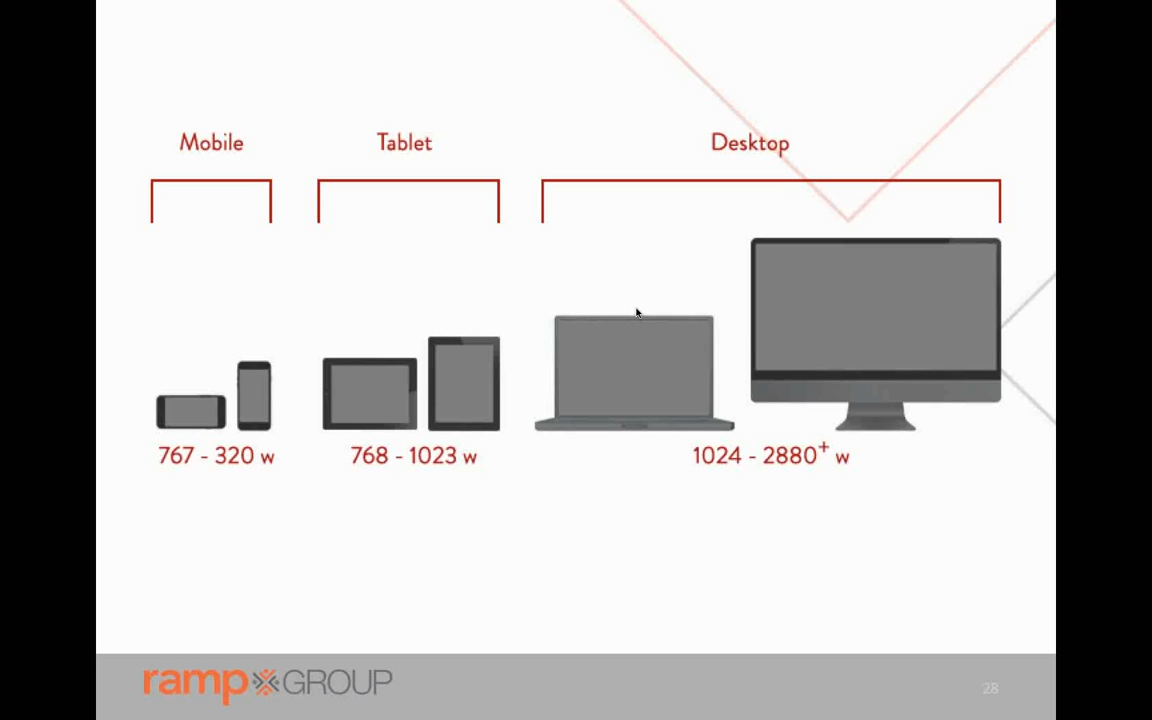 Mobile
Tablet
Desktop
767 - 320 w
768 - 1023 w
1024 - 2880+ w
ramp GROUP
28